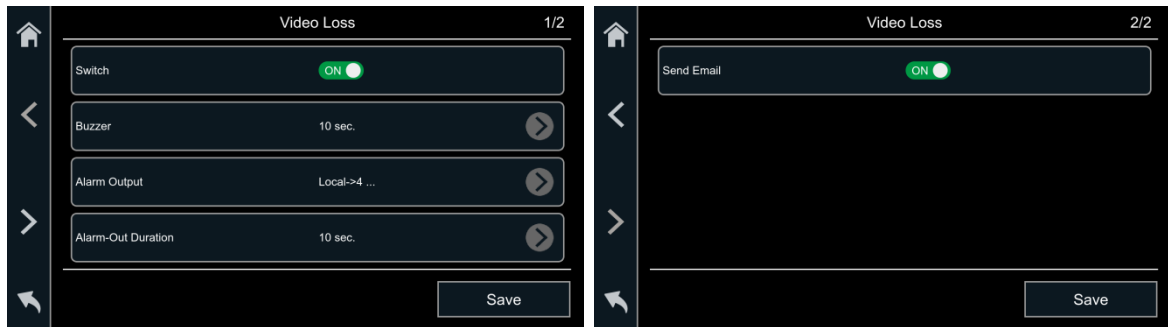 Video Loss 1/2
Switch ON
Buzzer 10 sec.
Alarm Output Local->4 ...
Alarm-Out Duration 10 sec.
Save
Video Loss 2/2
Send Email ON
Save